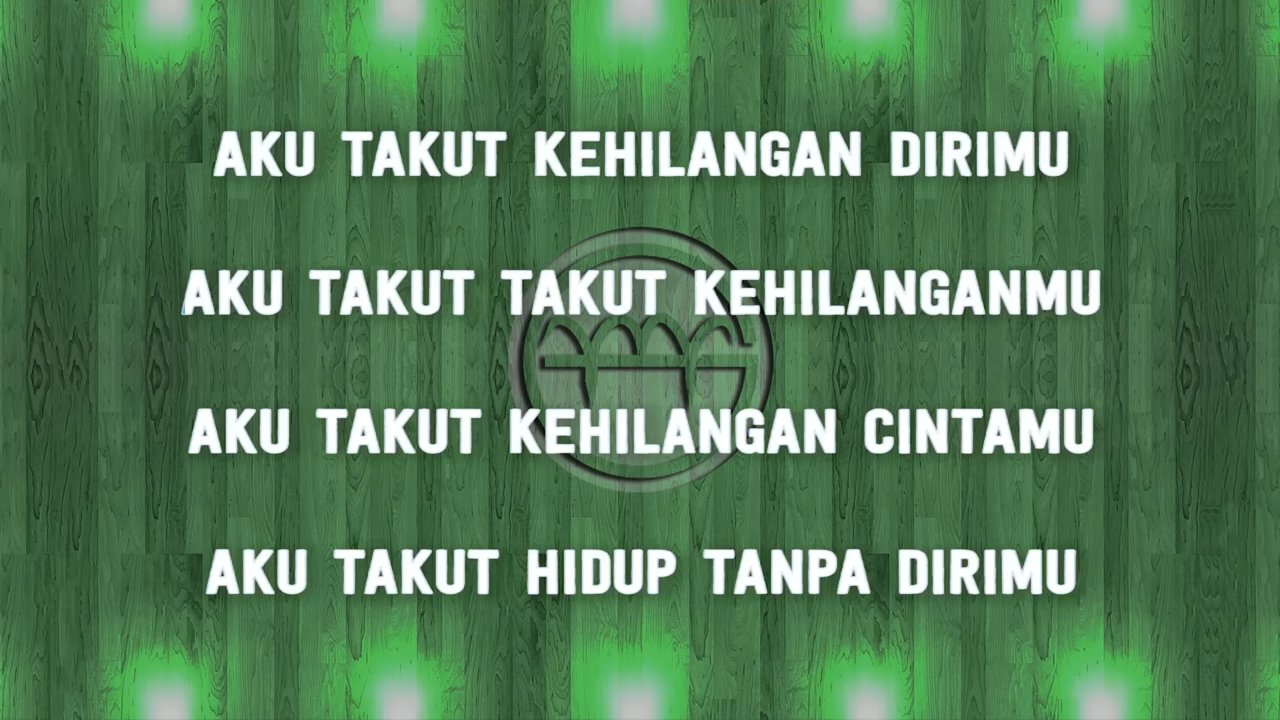 AKU TAKUT KEHILANGAN DIRIMU
AKU TAKUT TAKUT KEHILANGANMU
AKU TAKUT KEHILANGAN CINTAMU
AKU TAKUT HIDUP TANPA DIRIMU